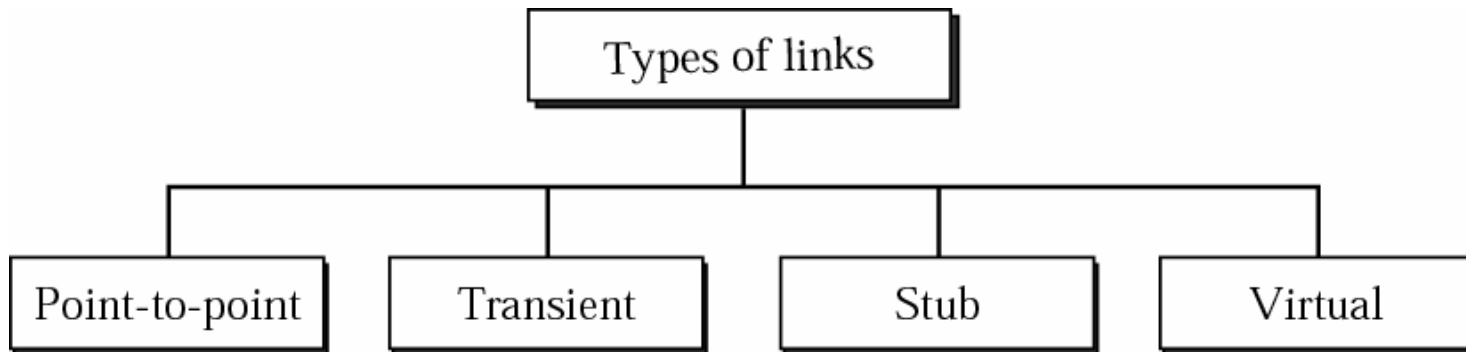 Types of links
Point-to-point
Transient
Stub
Virtual